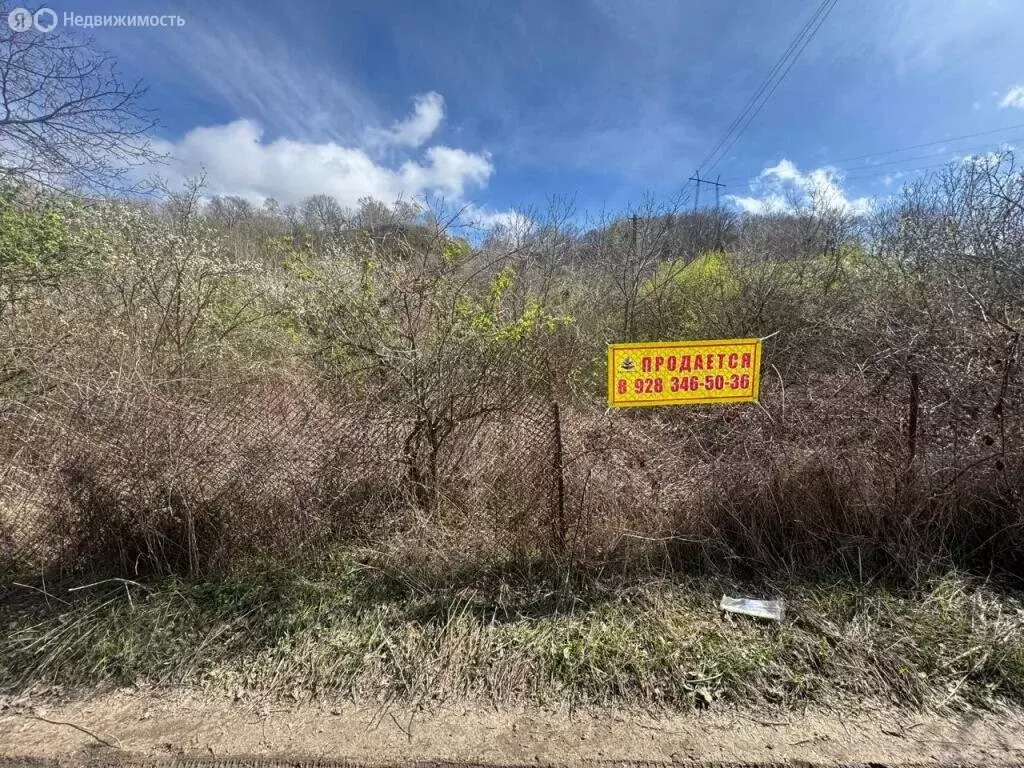 Я Недвижимость
ПРОДАЕТСЯ
8 928 346-50-36